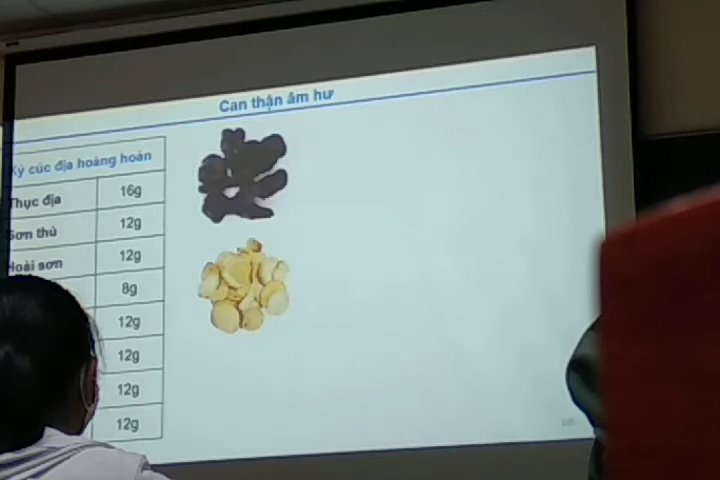 Can thận âm hư
Kỷ cúc địa hoàng hoàn
Thục địa 16g
Sơn thù 12g
Hoài sơn 12g
8g
12g
12g
12g
12g